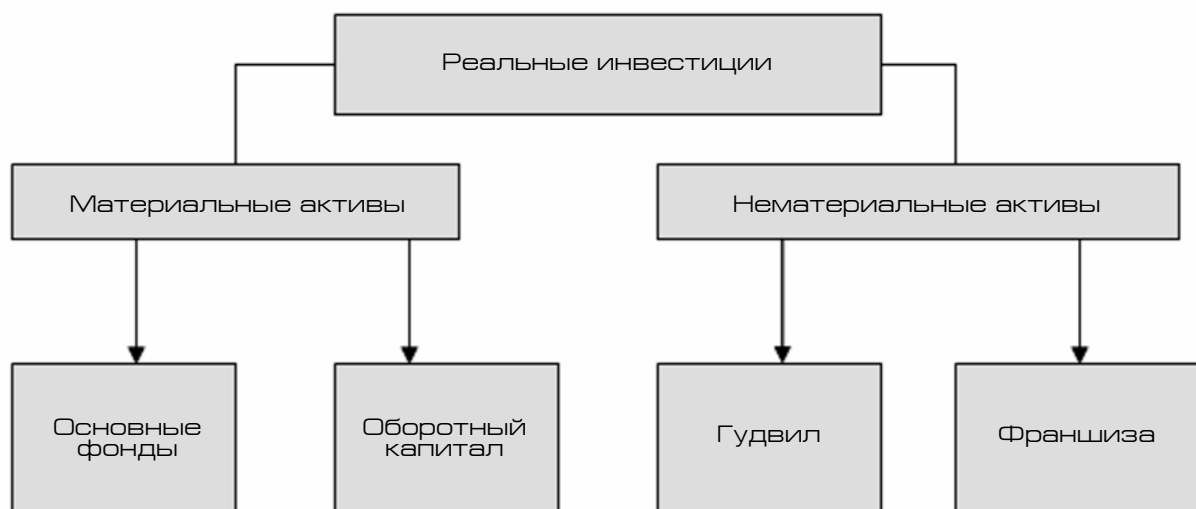 Реальные инвестиции
Материальные активы
Нематериальные активы
Основные
фонды
Оборотный
капитал
Гудвил
Франшиза